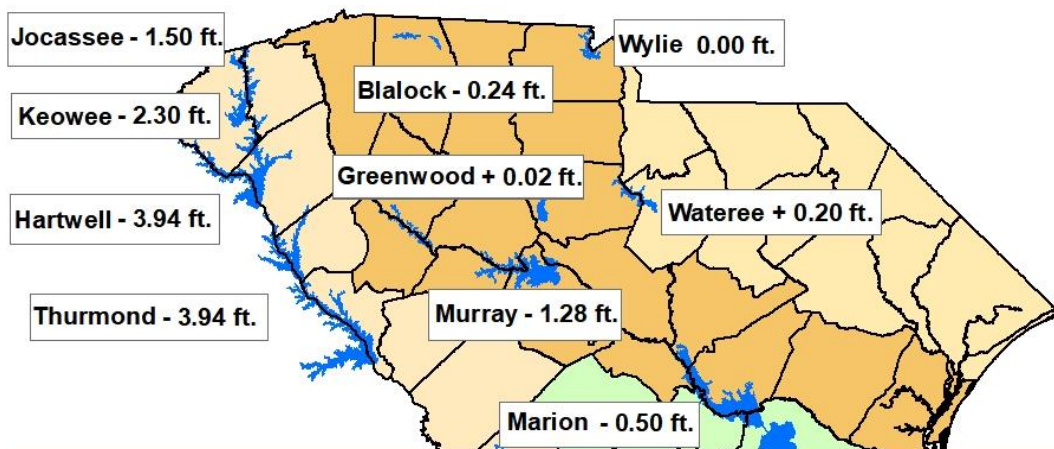 Jocassee - 1.50 ft.
Wylie 0.00 ft.
Blalock - 0.24 ft.
Keowee - 2.30 ft.
Greenwood + 0.02 ft.
Hartwell - 3.94 ft.
Wateree + 0.20 ft.
Thurmond - 3.94 ft.
Murray - 1.28 ft.
Marion - 0.50 ft.